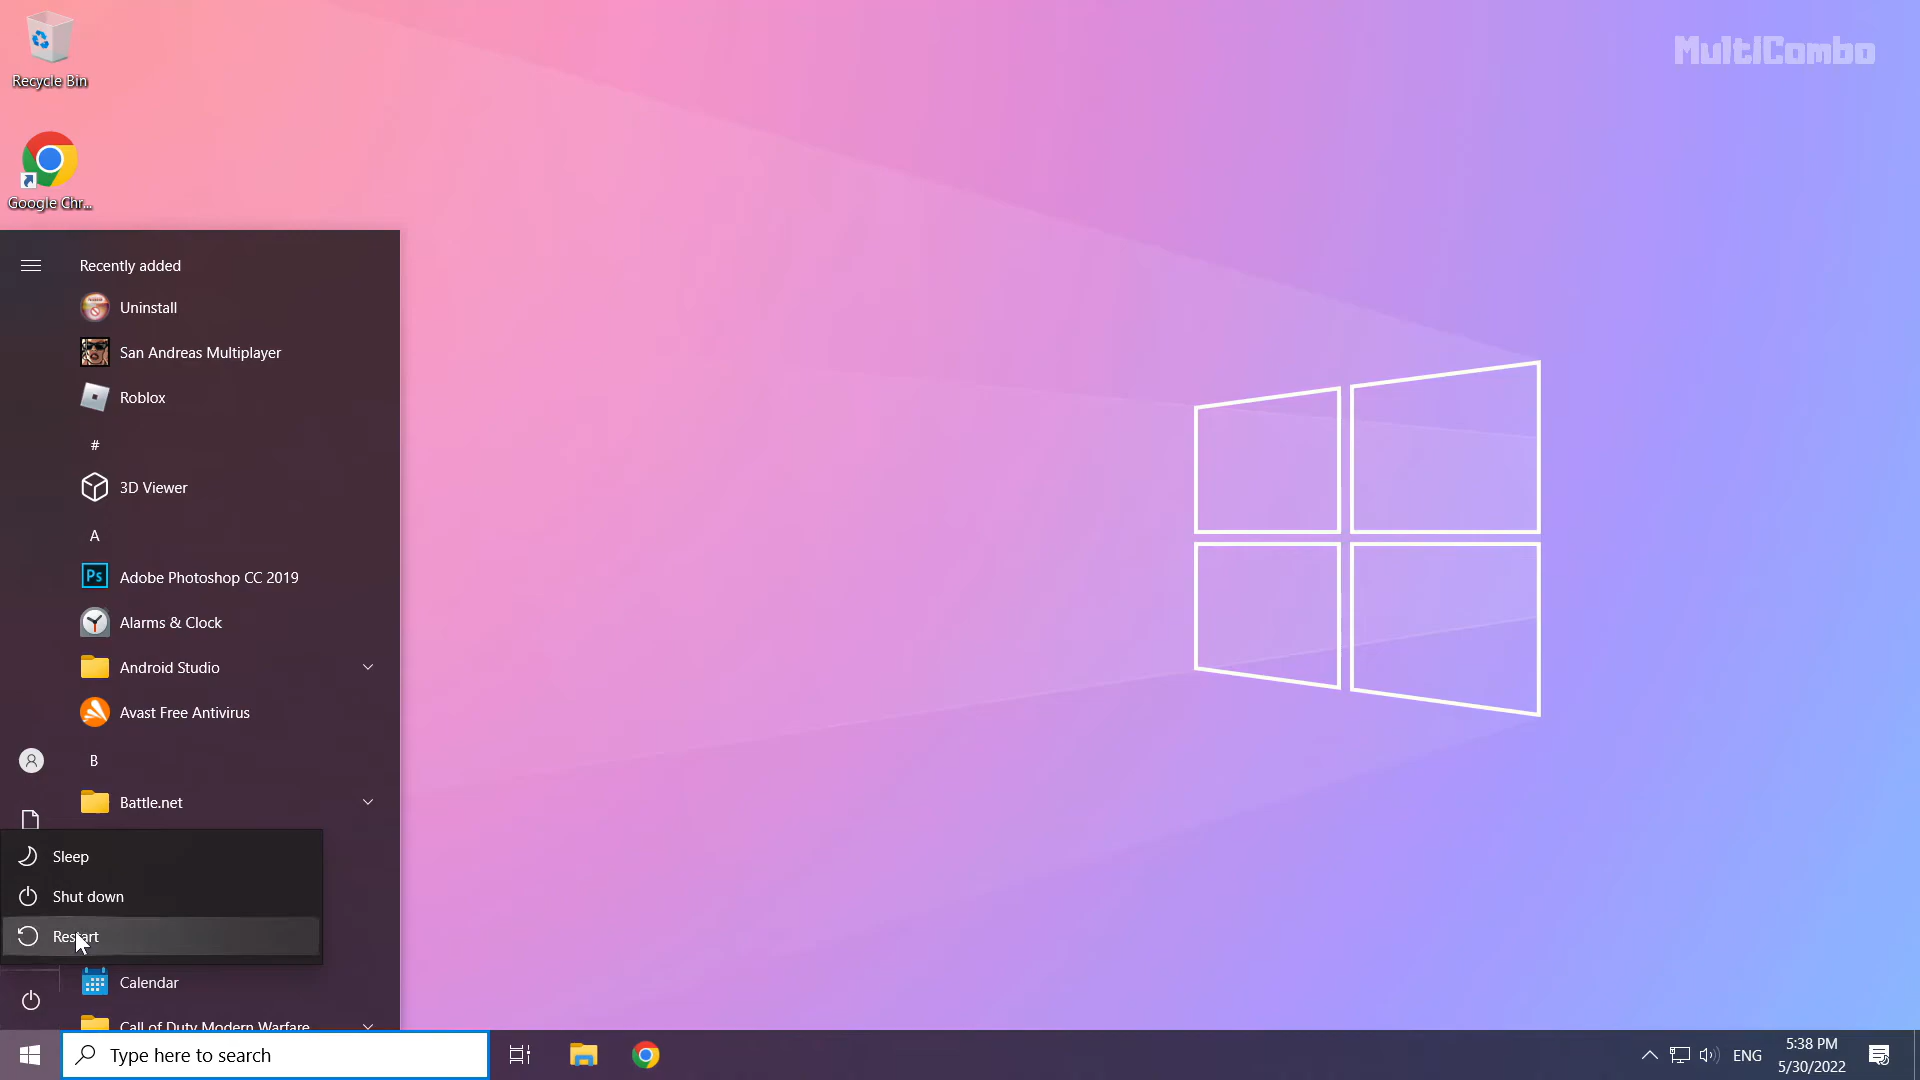 MultiCombo
Recycle Bin
Google Chr...
Recently added
Uninstall
San Andreas Multiplayer
Roblox
#
3D Viewer
A
Ps
Adobe Photoshop CC 2019
Alarms & Clock
Android Studio
Avast Free Antivirus
B
Battle.net
Sleep
Shut down
Restart
Calendar
Call of Duty Modern Warfare
Type here to search
ENG
5:38 PM
5/30/2022